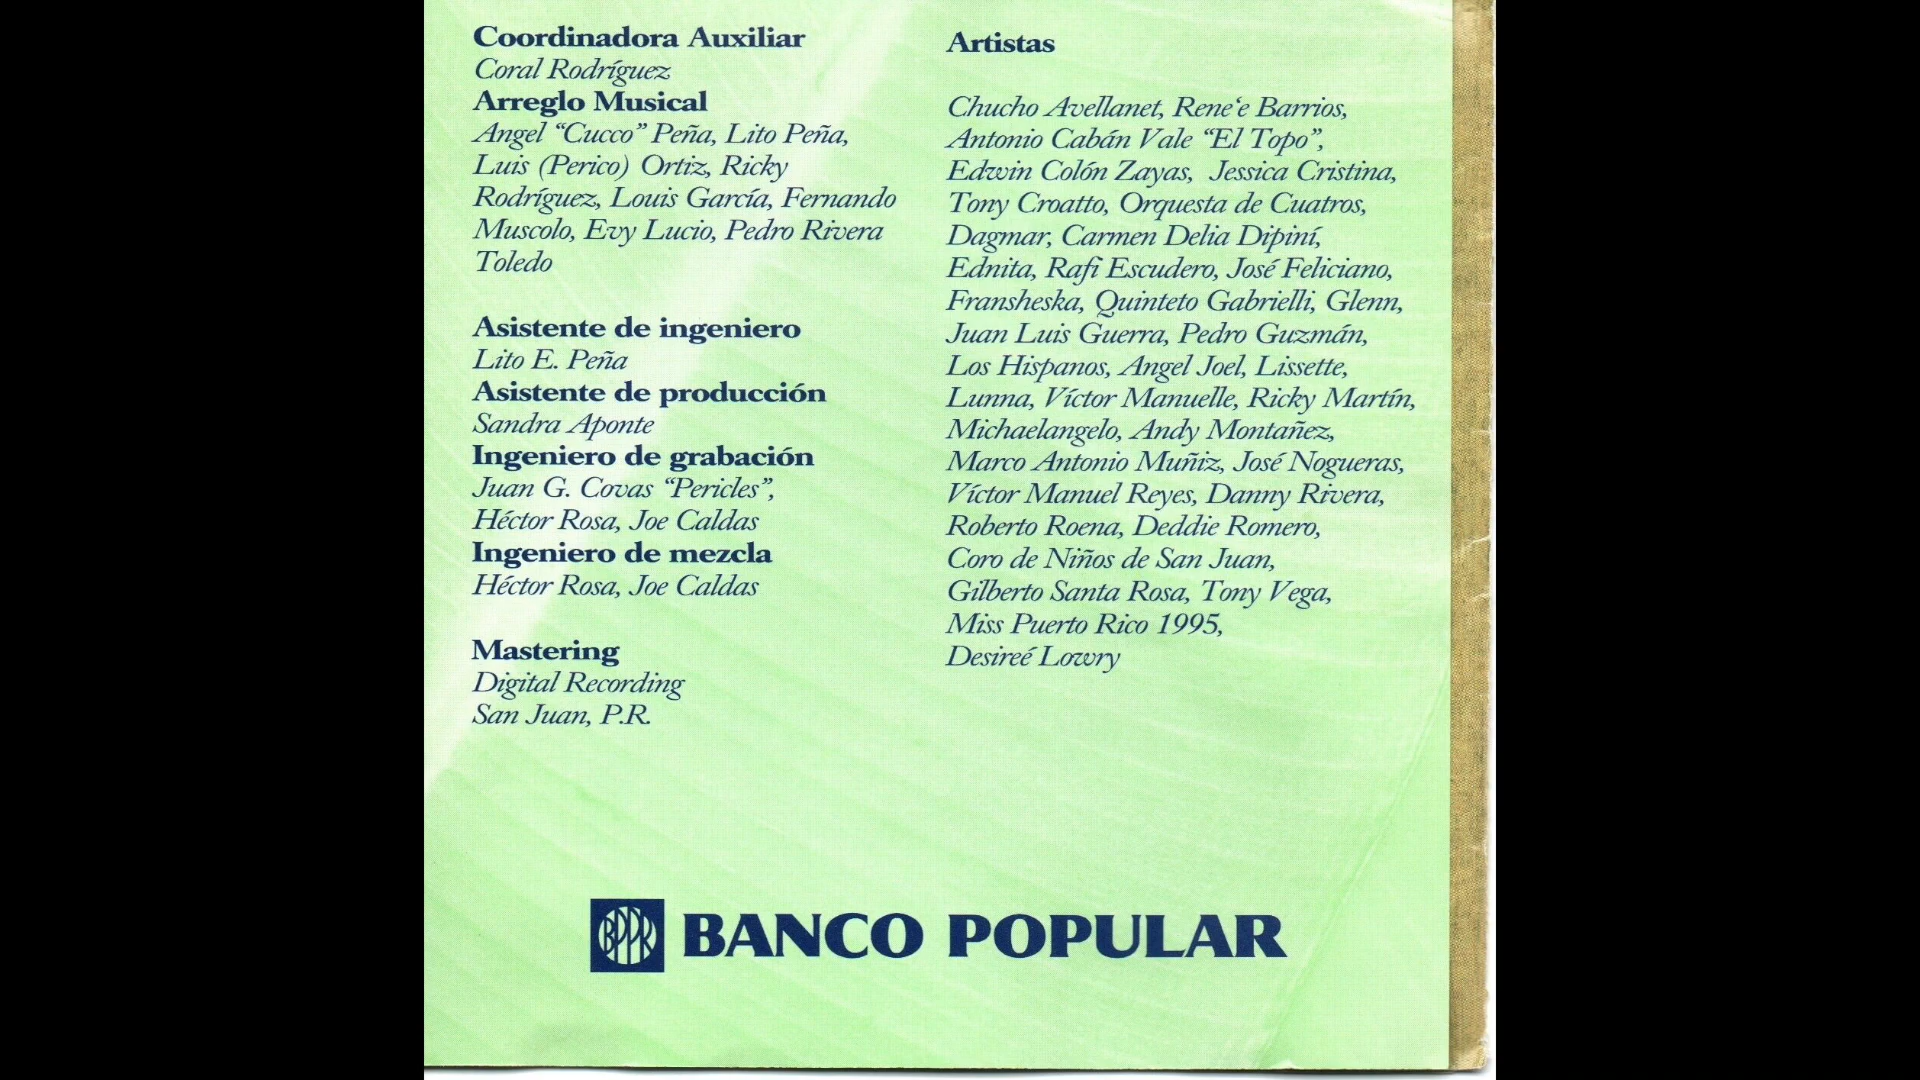 Coordinadora Auxiliar
Coral Rodríguez
Arreglo Musical
Angel “Cucco” Peña, Lito Peña,
Luis (Perico) Ortiz, Ricky
Rodríguez, Louis García, Fernando
Muscolo, Evy Lucio, Pedro Rivera
Toledo
Asistente de ingeniero
Lito E. Peña
Asistente de producción
Sandra Aponte
Ingeniero de grabación
Juan G. Covas “Pericles”,
Héctor Rosa, Joe Caldas
Ingeniero de mezcla
Héctor Rosa, Joe Caldas
Mastering
Digital Recording
San Juan, P.R.
Artistas
Chucho Avellanet, Rene‘e Barrios,
Antonio Cabán Vale “El Topo”,
Edwin Colón Zayas, Jessica Cristina,
Tony Croatto, Orquesta de Cuatros,
Dagmar, Carmen Delia Dipiní,
Ednita, Rafi Escudero, José Feliciano,
Fransheska, Quinteto Gabrielli, Glenn,
Juan Luis Guerra, Pedro Guzmán,
Los Hispanos, Angel Joel, Lissette,
Lunna, Víctor Manuelle, Ricky Martín,
Michaelangelo, Andy Montañez,
Marco Antonio Muñiz, José Nogueras,
Víctor Manuel Reyes, Danny Rivera,
Roberto Roena, Deddie Romero,
Coro de Niños de San Juan,
Gilberto Santa Rosa, Tony Vega,
Miss Puerto Rico 1995,
Desireé Lowry
BPPR BANCO POPULAR